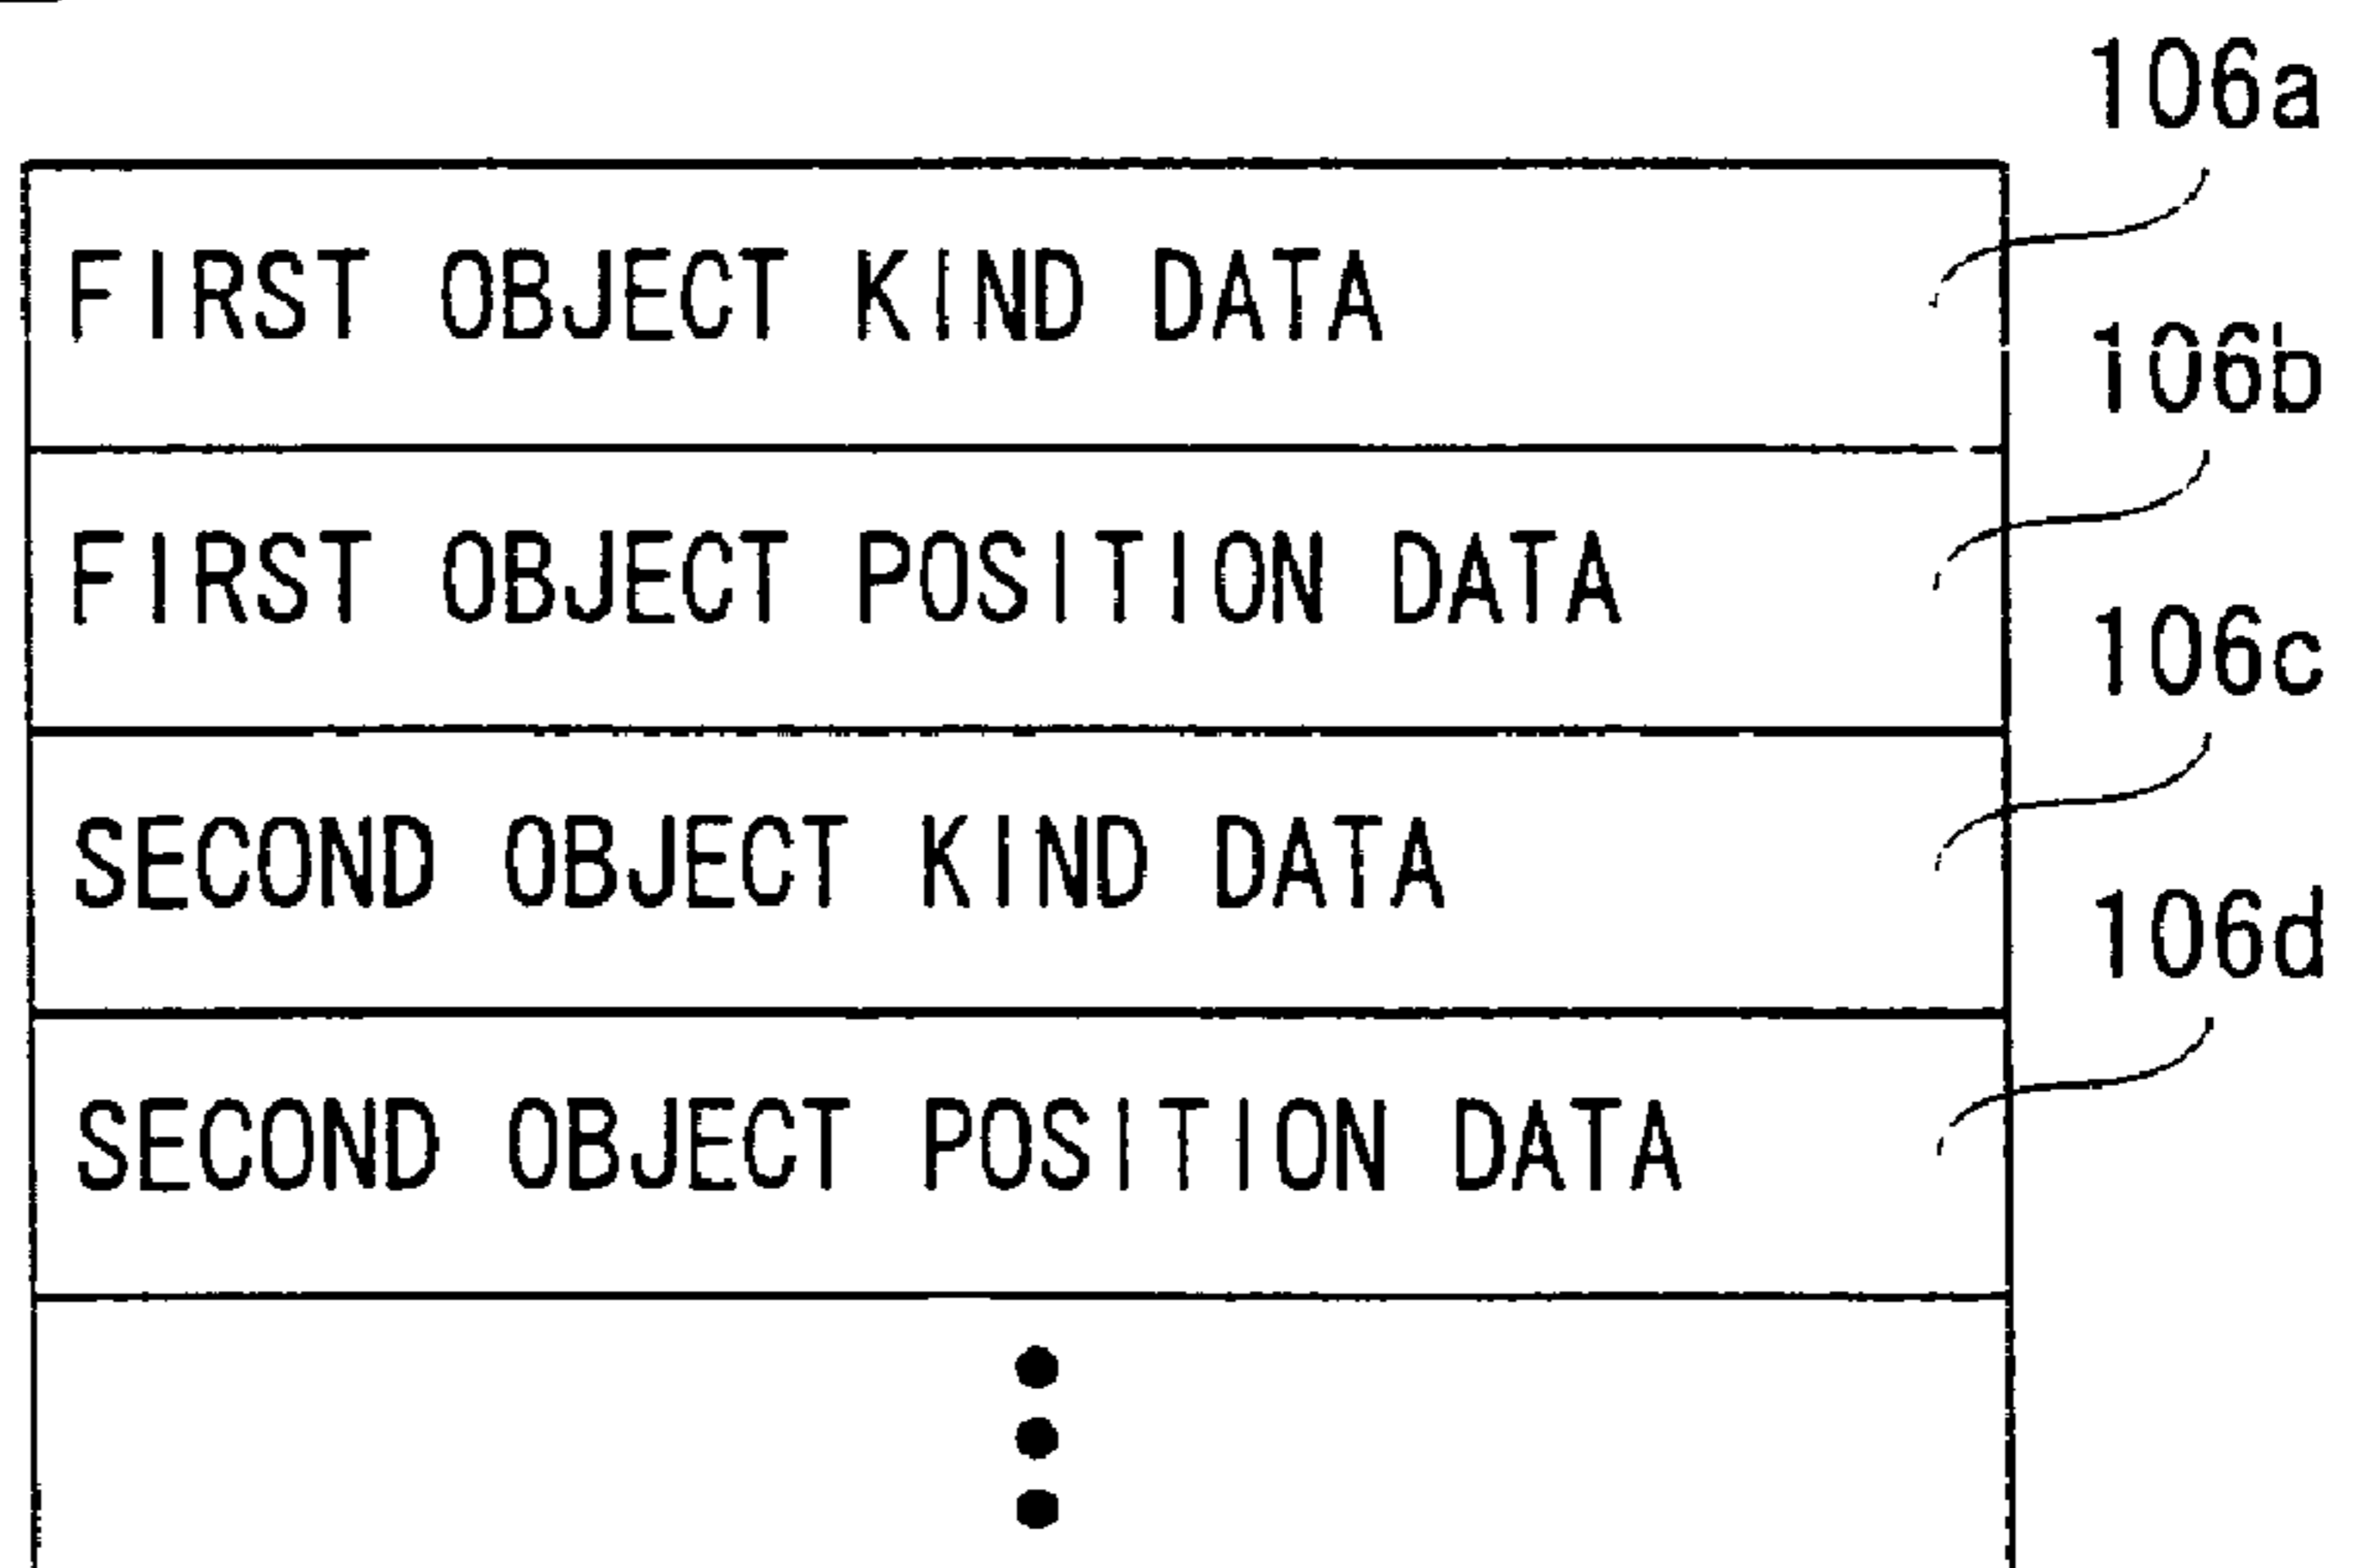 106a
FIRST OBJECT KIND DATA
106b
FIRST OBJECT POSITION DATA
106c
SECOND OBJECT KIND DATA
106d
SECOND OBJECT POSITION DATA